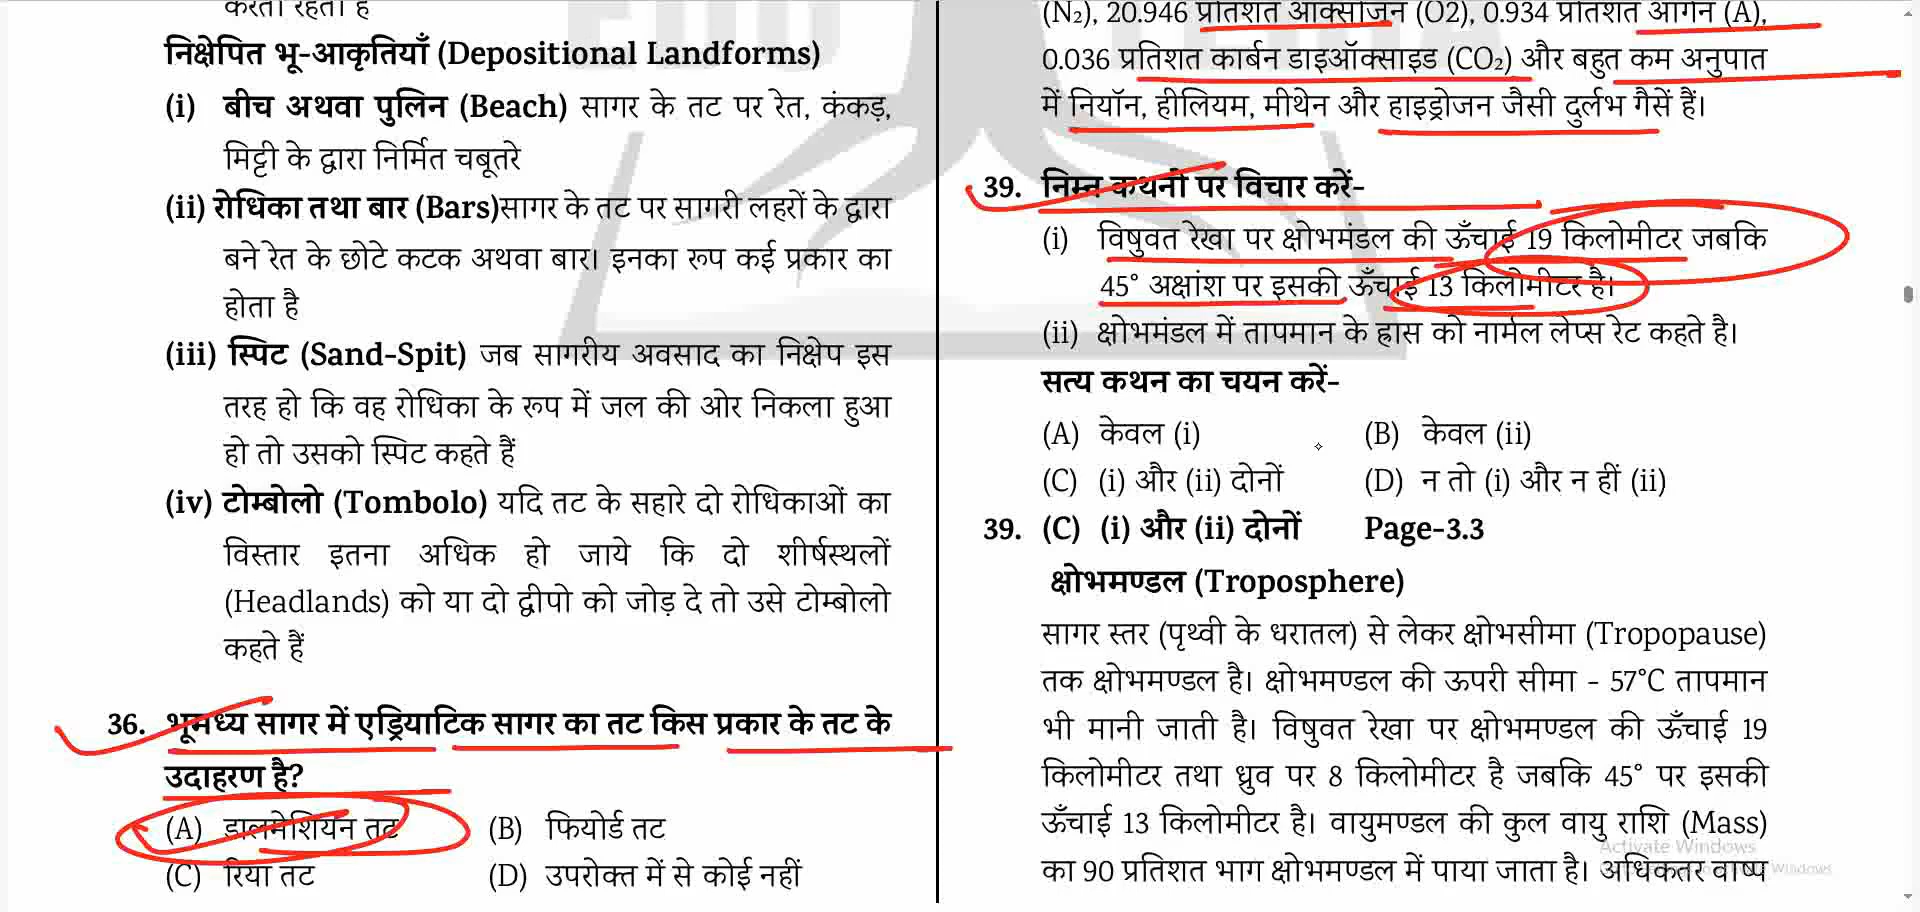 करता रहता है
निक्षेपित भू-आकृतियाँ (Depositional Landforms)
(i) बीच अथवा पुलिन (Beach) सागर के तट पर रेत, कंकड़,
मिट्टी के द्वारा निर्मित चबूतरे
(ii) रोधिका तथा बार (Bars)सागर के तट पर सागरी लहरों के द्वारा
बने रेत के छोटे कटक अथवा बार। इनका रूप कई प्रकार का
होता है
(iii) स्पिट (Sand-Spit) जब सागरीय अवसाद का निक्षेप इस
तरह हो कि वह रोधिका के रूप में जल की ओर निकला हुआ
हो तो उसको स्पिट कहते हैं
(iv) टोम्बोलो (Tombolo) यदि तट के सहारे दो रोधिकाओं का
विस्तार इतना अधिक हो जाये कि दो शीर्षस्थलों
(Headlands) को या दो द्वीपो को जोड़ दे तो उसे टोम्बोलो
कहते हैं
36. भूमध्य सागर में एड्रियाटिक सागर का तट किस प्रकार के तट के
उदाहरण है?
(A) डालमेशियन तट (B) फियोर्ड तट
(C) रिया तट (D) उपरोक्त में से कोई नहीं
(N₂), 20.946 प्रतिशत ऑक्सीजन (O2), 0.934 प्रतिशत आर्गन (A),
0.036 प्रतिशत कार्बन डाइऑक्साइड (CO₂) और बहुत कम अनुपात
में नियॉन, हीलियम, मीथेन और हाइड्रोजन जैसी दुर्लभ गैसें हैं।
39. निम्न कथनों पर विचार करें-
(i) विषुवत रेखा पर क्षोभमंडल की ऊँचाई 19 किलोमीटर जबकि
45° अक्षांश पर इसकी ऊँचाई 13 किलोमीटर है।
(ii) क्षोभमंडल में तापमान के ह्रास को नार्मल लेप्स रेट कहते है।
सत्य कथन का चयन करें-
(A) केवल (i) (B) केवल (ii)
(C) (i) और (ii) दोनों (D) न तो (i) और न हीं (ii)
39. (C) (i) और (ii) दोनों Page-3.3
क्षोभमण्डल (Troposphere)
सागर स्तर (पृथ्वी के धरातल) से लेकर क्षोभसीमा (Tropopause)
तक क्षोभमण्डल है। क्षोभमण्डल की ऊपरी सीमा - 57°C तापमान
भी मानी जाती है। विषुवत रेखा पर क्षोभमण्डल की ऊँचाई 19
किलोमीटर तथा ध्रुव पर 8 किलोमीटर है जबकि 45° पर इसकी
ऊँचाई 13 किलोमीटर है। वायुमण्डल की कुल वायु राशि (Mass)
का 90 प्रतिशत भाग क्षोभमण्डल में पाया जाता है। अधिकतर वाष्प
Activate Windows